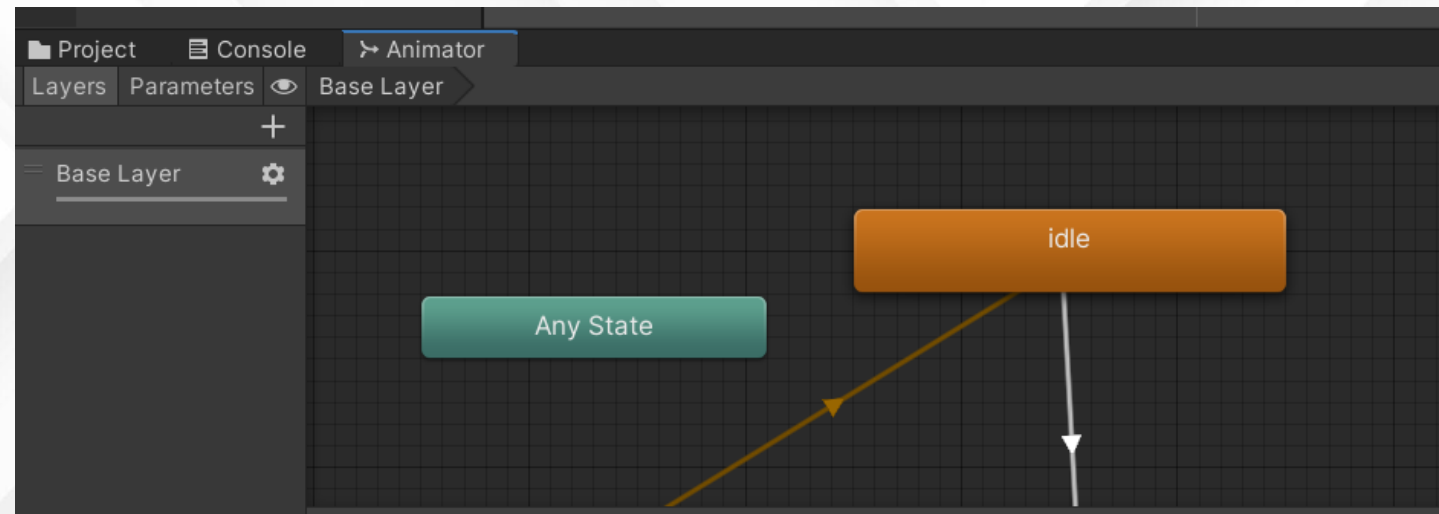 Project Console Animator
Layers Parameters Base Layer
Base Layer
idle
Any State